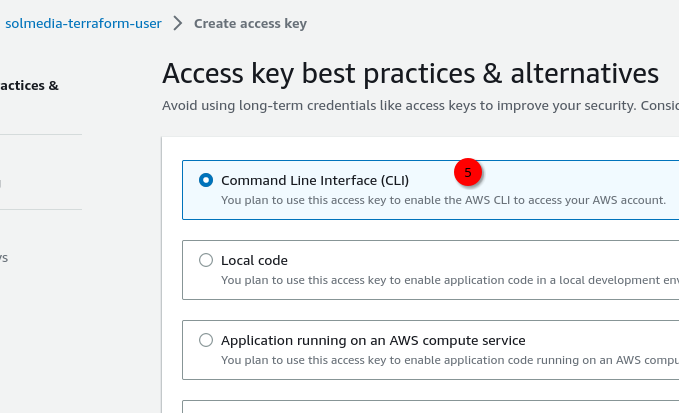 solmedia-terraform-user > Create access key
Access key best practices & alternatives
actices &
Avoid using long-term credentials like access keys to improve your security.
5
Command Line Interface (CLI)
You plan to use this access key to enable the AWS CLI to access your AWS account.
Local code
You plan to use this access key to enable application code in a local development
Application running on an AWS compute service
You plan to use this access key to enable application code running on an AWS